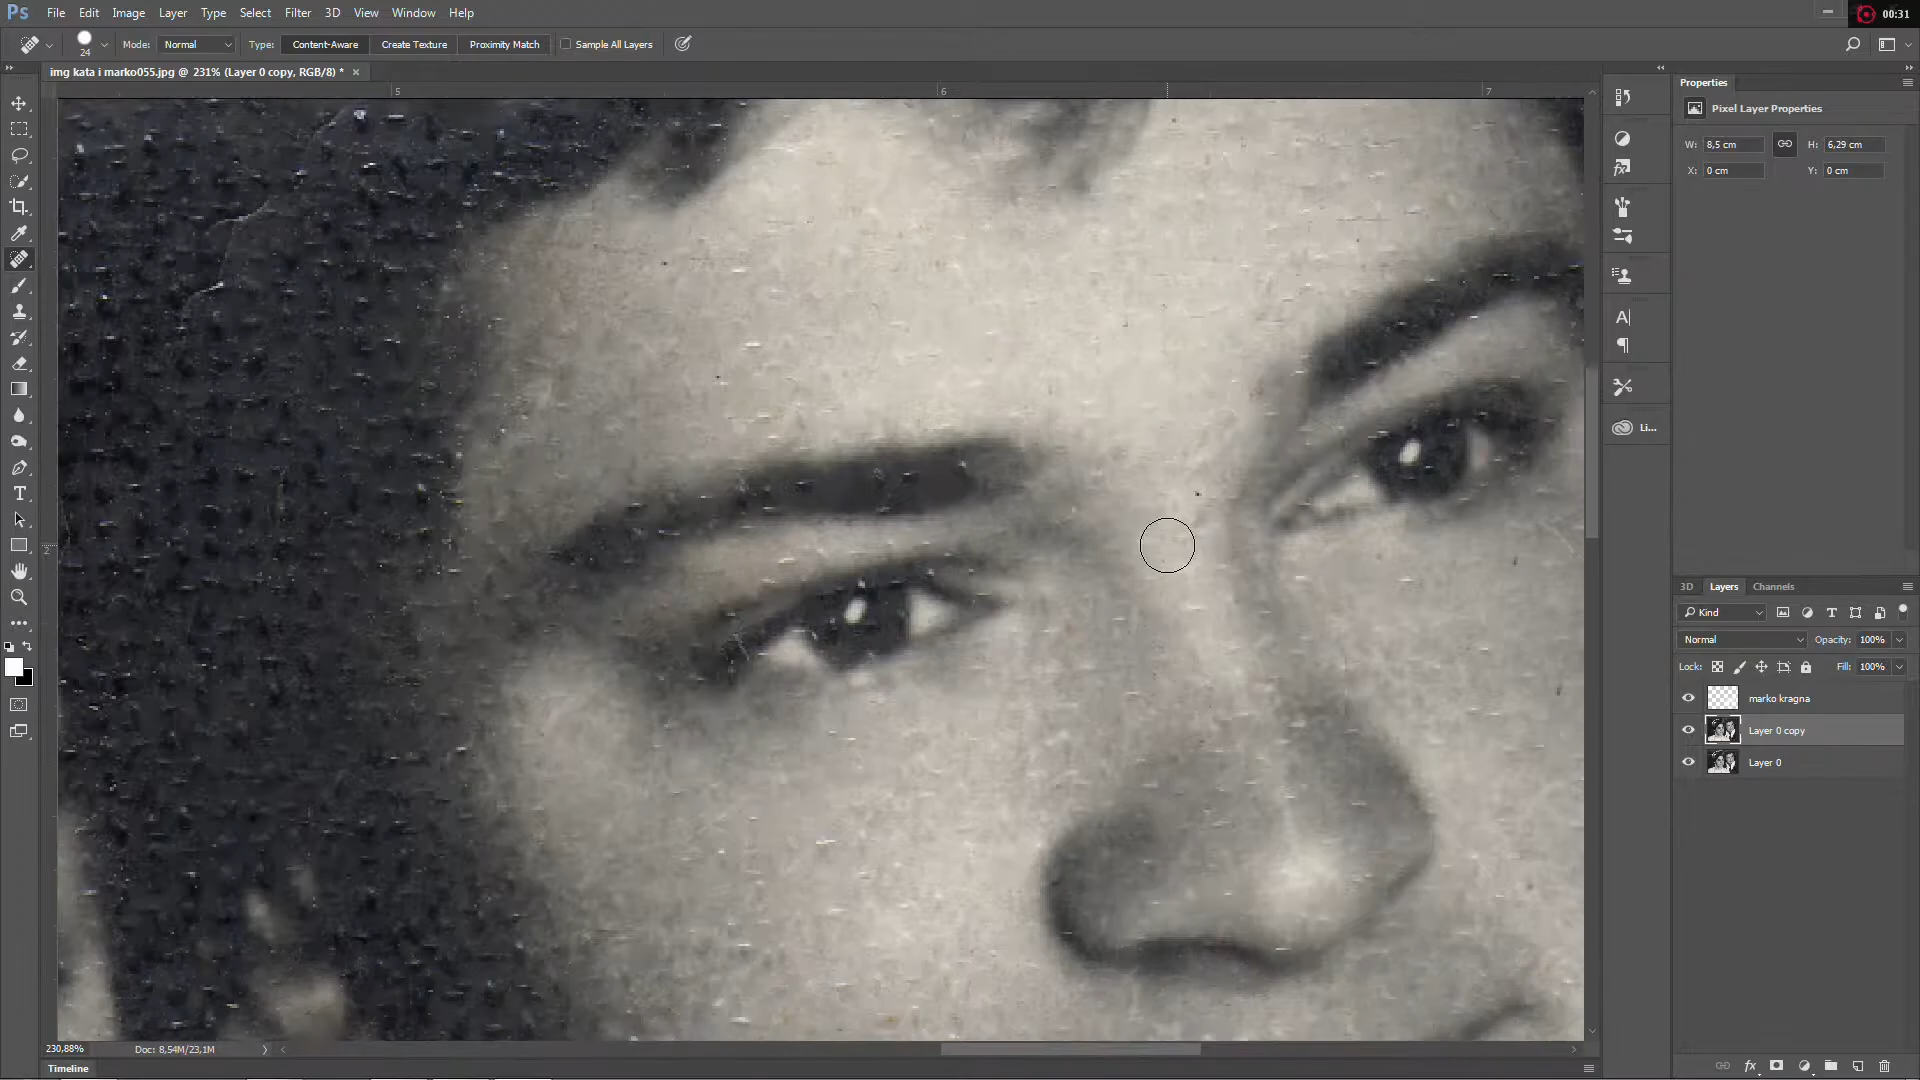 Ps File Edit Image Layer Type Select Filter 3D View Window Help 00:31
24 Mode: Normal Type: Content-Aware Create Texture Proximity Match Sample All Layers
img kata i marko055.jpg @ 231% (Layer 0 copy, RGB/8) *
5 6 7
2
Properties
Pixel Layer Properties
W: 8,5 cm H: 6,29 cm
X: 0 cm Y: 0 cm
Li...
3D Layers Channels
Kind
Normal Opacity: 100%
Lock: Fill: 100%
marko kragna
Layer 0 copy
Layer 0
230,88% Doc: 8,54M/23,1M
Timeline